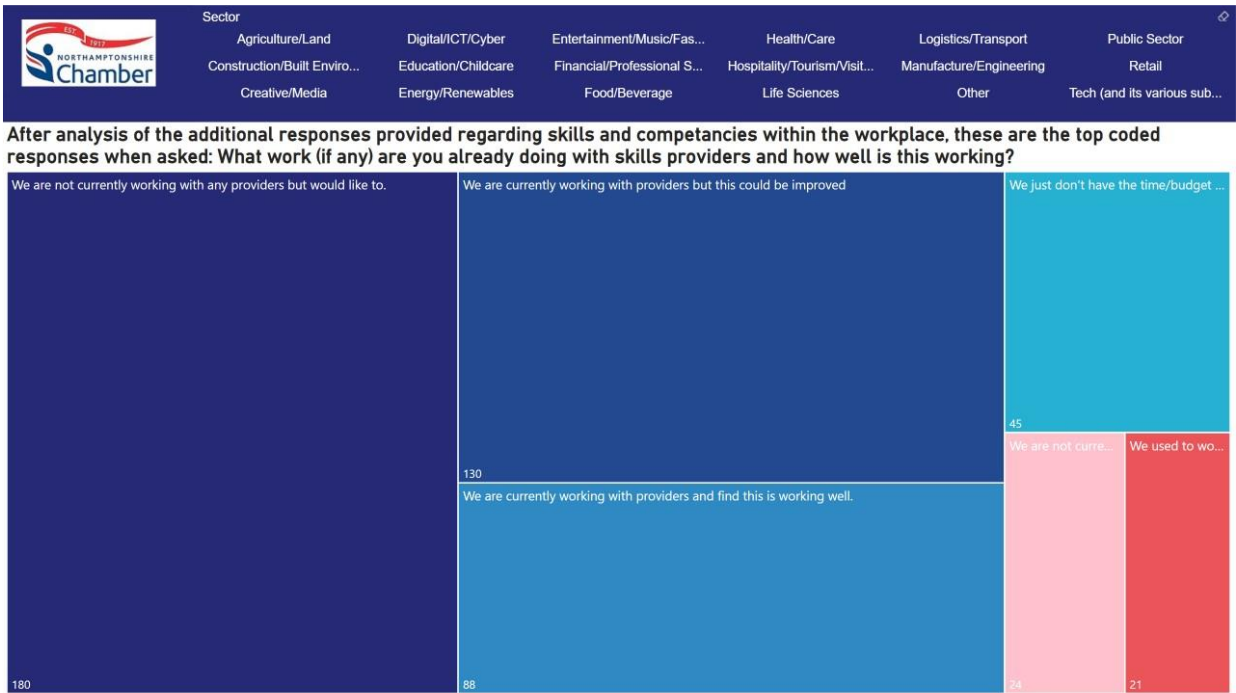 EST. 1917
NORTHAMPTONSHIRE
Chamber
Sector
Agriculture/Land
Digital/ICT/Cyber
Entertainment/Music/Fas...
Health/Care
Logistics/Transport
Public Sector
Construction/Built Enviro...
Education/Childcare
Financial/Professional S...
Hospitality/Tourism/Visit...
Manufacture/Engineering
Retail
Creative/Media
Energy/Renewables
Food/Beverage
Life Sciences
Other
Tech (and its various sub...
After analysis of the additional responses provided regarding skills and competancies within the workplace, these are the top coded
responses when asked: What work (if any) are you already doing with skills providers and how well is this working?
We are not currently working with any providers but would like to.
180
We are currently working with providers but this could be improved
130
We are currently working with providers and find this is working well.
88
We just don't have the time/budget ...
45
We are not curre...
24
We used to wo...
21